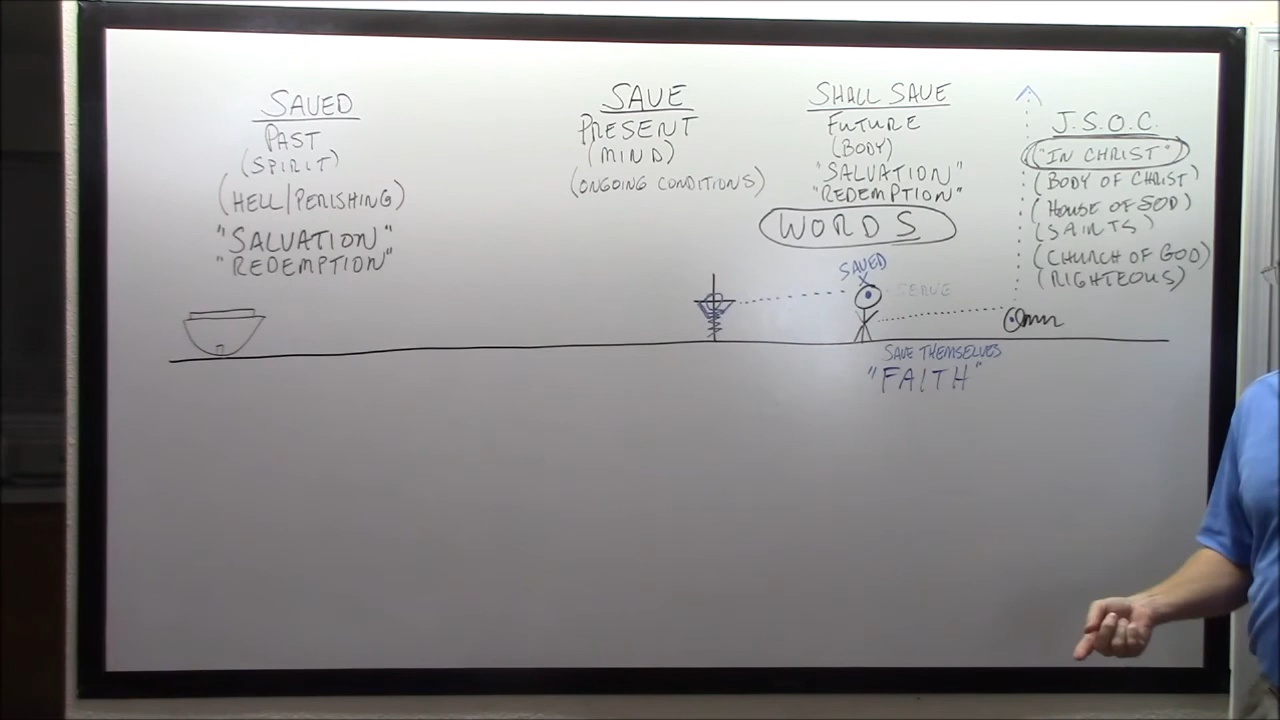 SAVED
PAST
(SPIRIT)
(HELL/PERISHING)
"SALVATION"
"REDEMPTION"
SAVE
PRESENT
(MIND)
(ONGOING CONDITIONS)
SHALL SAVE
FUTURE
(BODY)
"SALVATION"
"REDEMPTION"
WORDS
SAVED
SERVE
SAVE THEMSELVES
"FAITH"
J.S.O.C.
"IN CHRIST"
(BODY OF CHRIST)
(HOUSE OF GOD)
(SAINTS)
(CHURCH OF GOD)
(RIGHTEOUS)